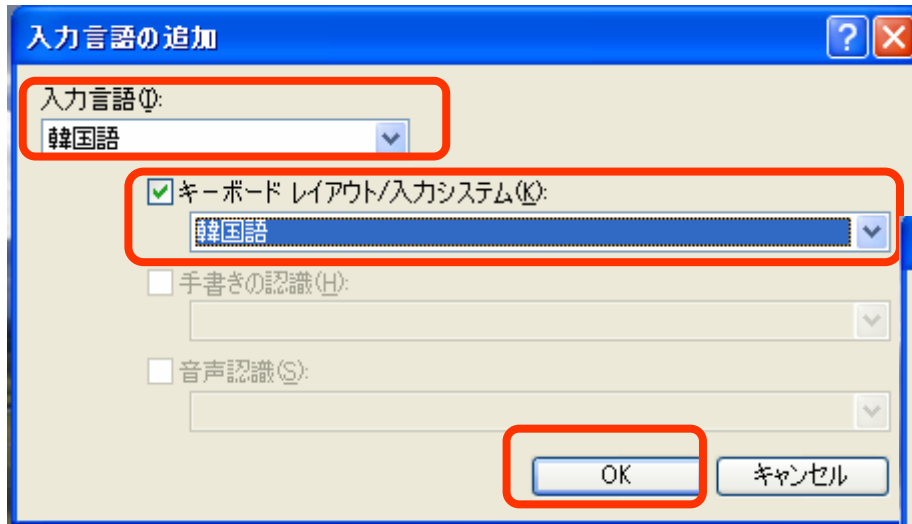 入力言語の追加
入力言語(I):
韓国語
キーボード レイアウト/入力システム(K):
韓国語
手書きの認識(H):
音声認識(S):
OK
キャンセル